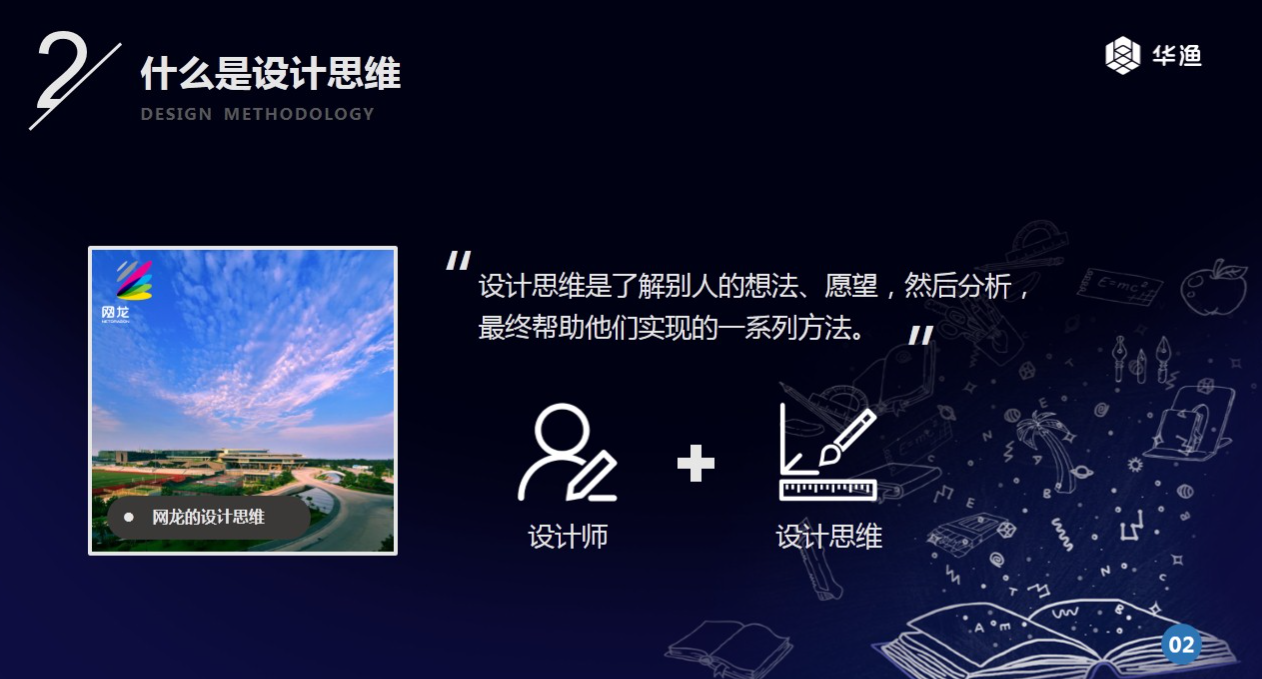 2
什么是设计思维
DESIGN METHODOLOGY
华渔
网龙
网龙的设计思维
"设计思维是了解别人的想法、愿望，然后分析，
最终帮助他们实现的一系列方法。"
设计师
+
设计思维
E=mc²
02